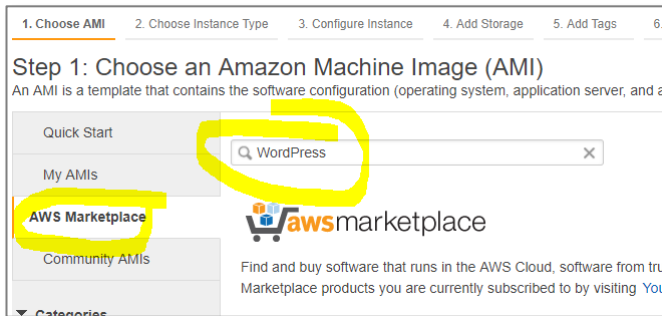 1. Choose AMI 2. Choose Instance Type 3. Configure Instance 4. Add Storage 5. Add Tags 6.
Step 1: Choose an Amazon Machine Image (AMI)
An AMI is a template that contains the software configuration (operating system, application server, and a
Quick Start
My AMIs
AWS Marketplace
Community AMIs
Categories
WordPress
awsmarketplace
Find and buy software that runs in the AWS Cloud, software from tru
Marketplace products you are currently subscribed to by visiting You